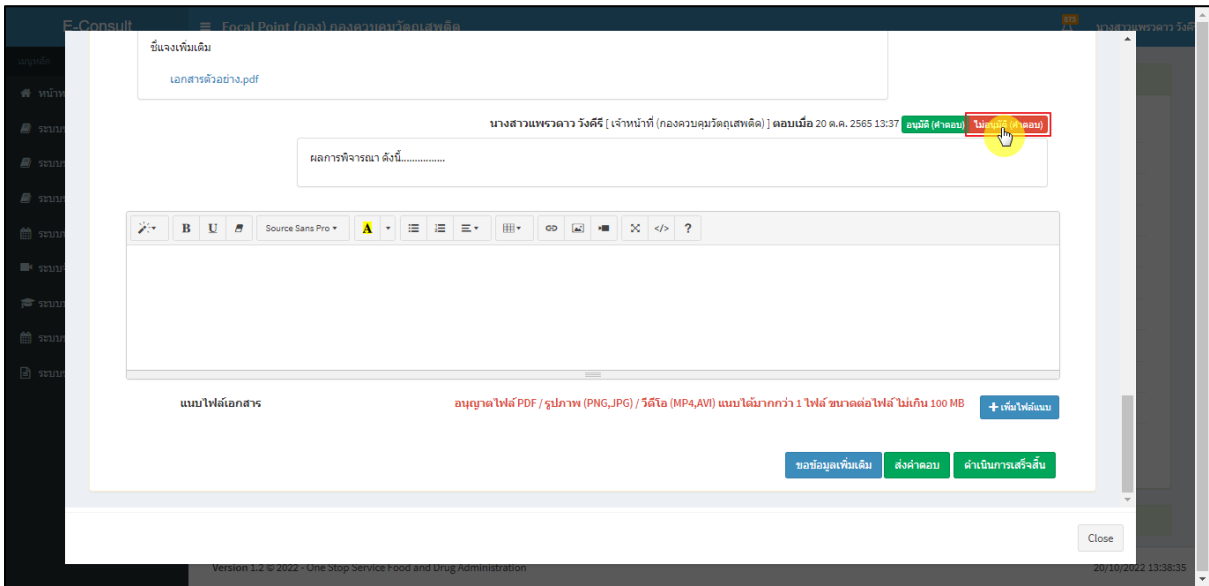 E-Consult
Focal Point (กอง) กองควบคุมวัตถุเสพติด
เมนูหลัก
ชี้แจงเพิ่มเติม
เอกสารตัวอย่าง.pdf
นางสาวแพรวดาว วังคีรี [ เจ้าหน้าที่ (กองควบคุมวัตถุเสพติด) ] ตอบเมื่อ 20 ต.ค. 2565 13:37 อนุมัติ (คำตอบ) ไม่อนุมัติ (คำตอบ)
ผลการพิจารณา ดังนี้................
B U Source Sans Pro A </> ?
แนบไฟล์เอกสาร อนุญาตไฟล์ PDF / รูปภาพ (PNG,JPG) / วีดีโอ (MP4,AVI) แนบได้มากกว่า 1 ไฟล์ ขนาดต่อไฟล์ ไม่เกิน 100 MB + เพิ่มไฟล์แนบ
ขอข้อมูลเพิ่มเติม ส่งคำตอบ ดำเนินการเสร็จสิ้น
Close
Version 1.2 © 2022 - One Stop Service Food and Drug Administration 20/10/2022 13:38:35